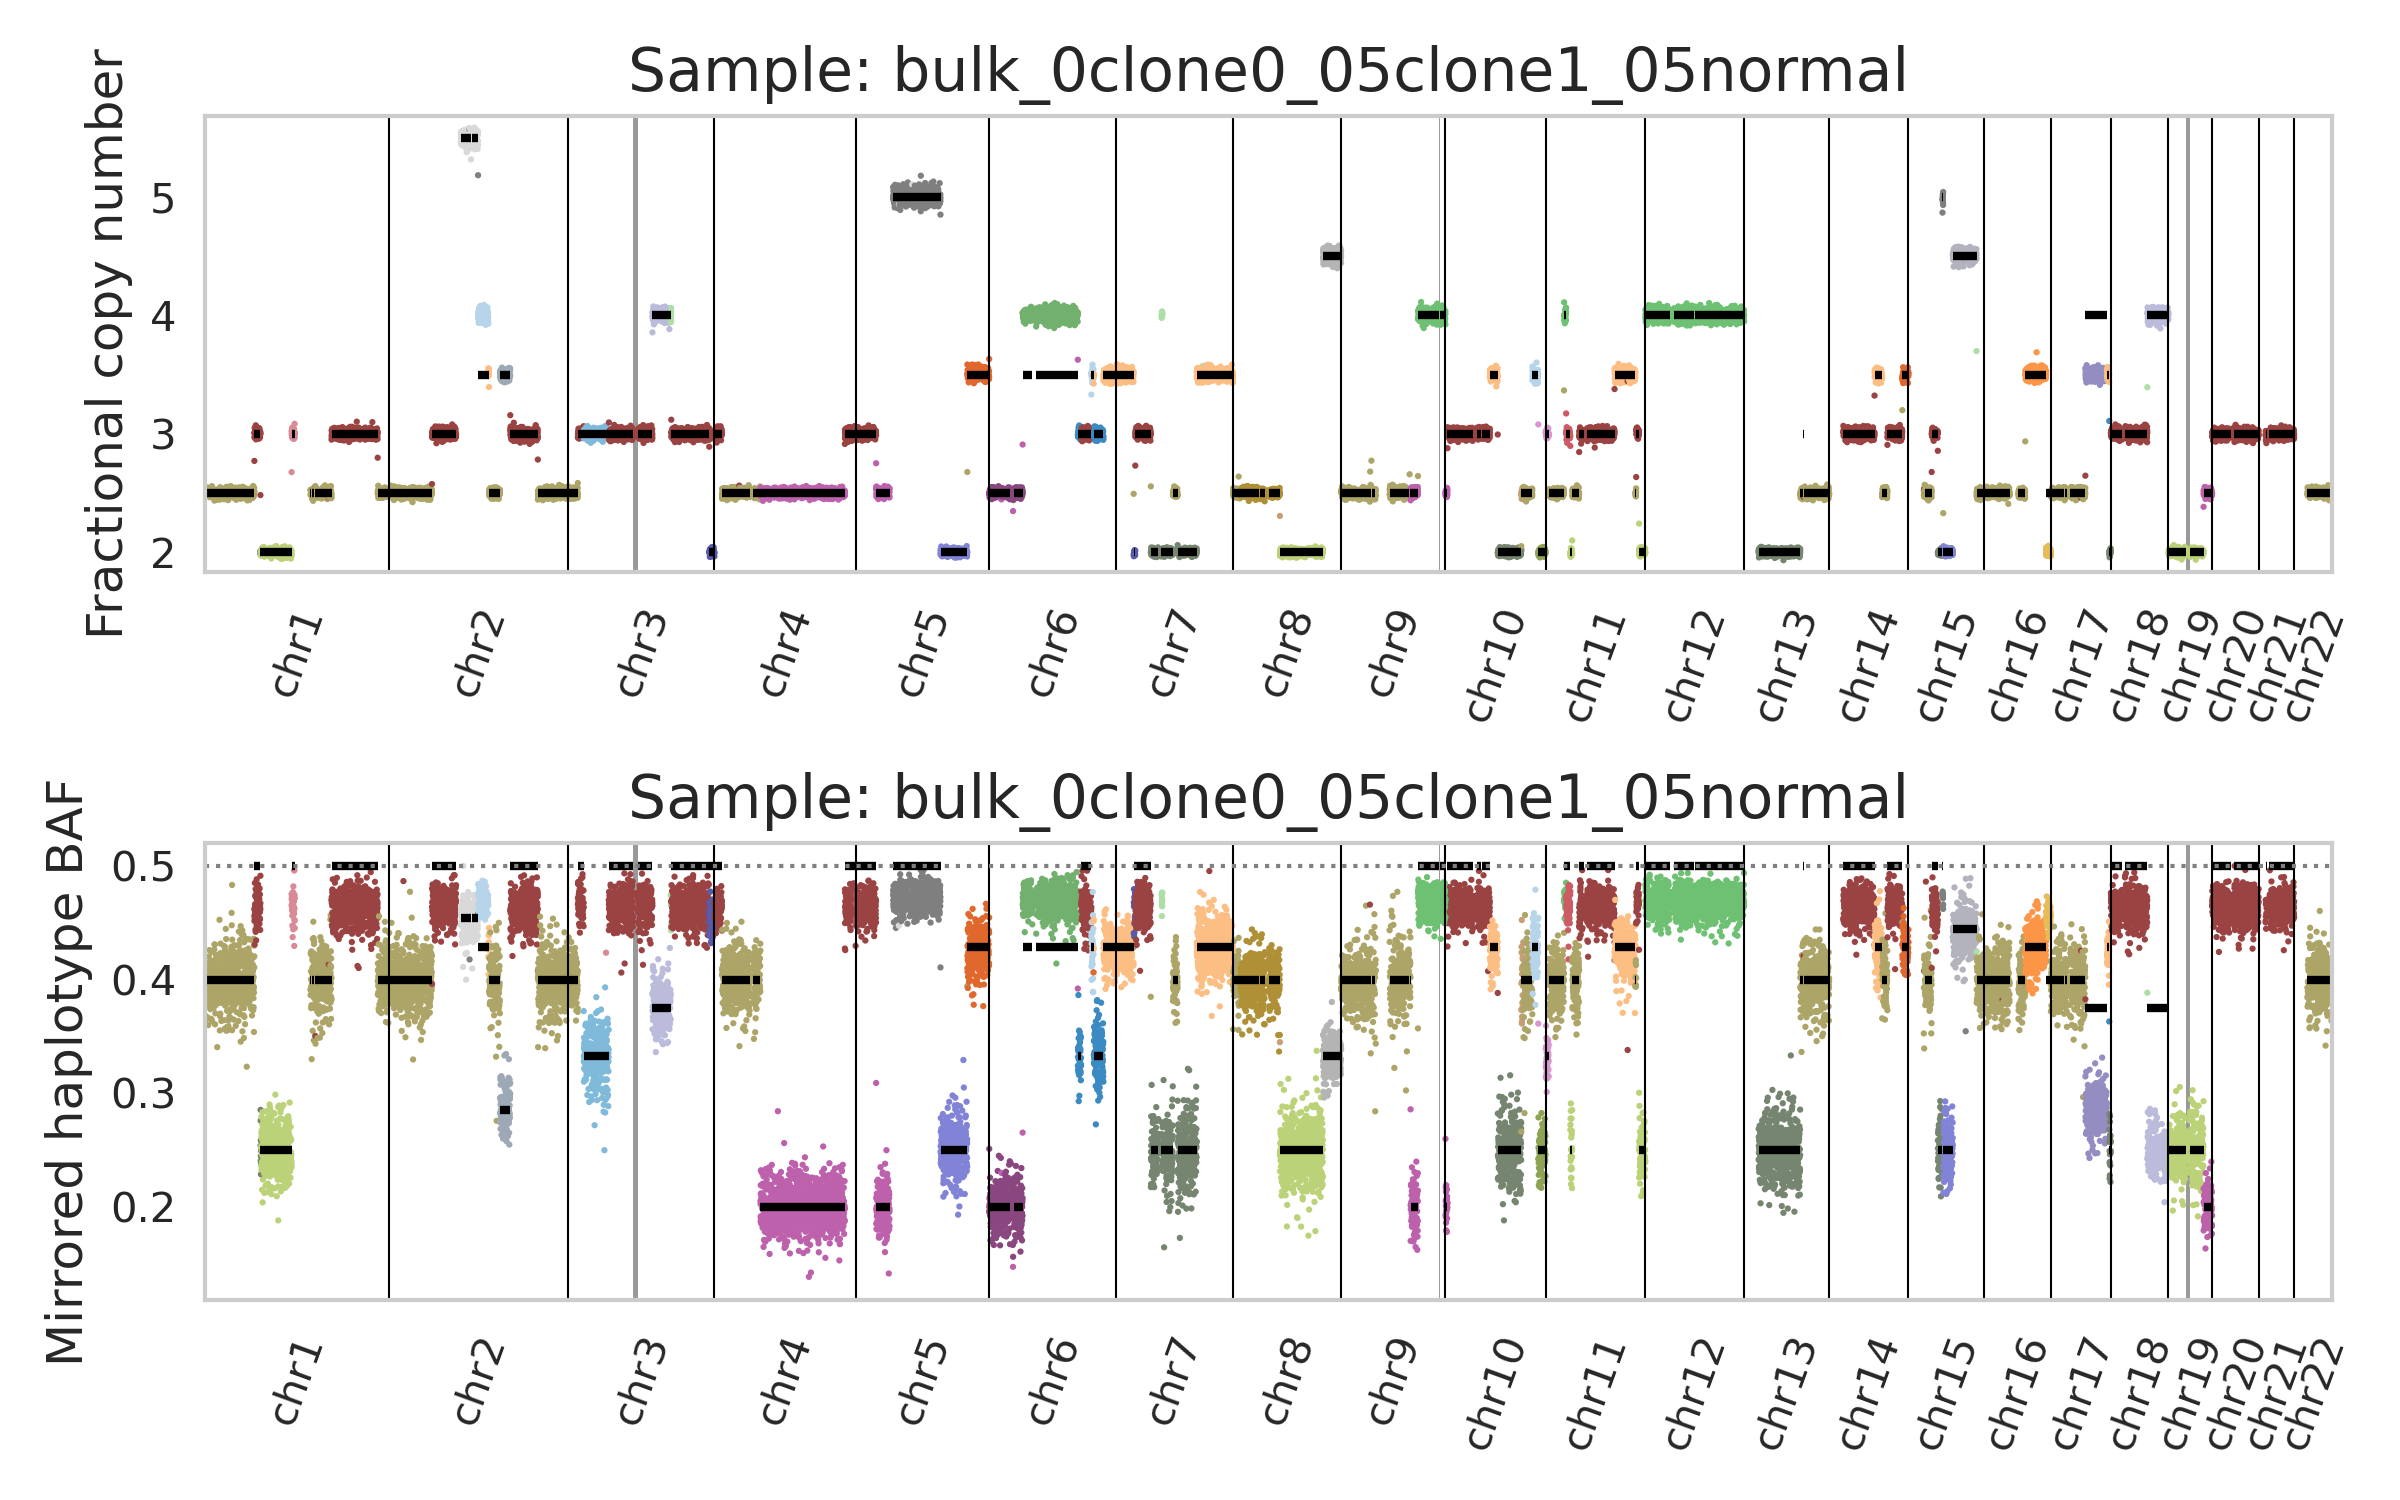 Sample: bulk_0clone0_05clone1_05normal
Fractional copy number
5
4
3
2
chr1 chr2 chr3 chr4 chr5 chr6 chr7 chr8 chr9 chr10 chr11 chr12 chr13 chr14 chr15 chr16 chr17 chr18 chr19 chr20 chr21 chr22
Sample: bulk_0clone0_05clone1_05normal
Mirrored haplotype BAF
0.5
0.4
0.3
0.2
chr1 chr2 chr3 chr4 chr5 chr6 chr7 chr8 chr9 chr10 chr11 chr12 chr13 chr14 chr15 chr16 chr17 chr18 chr19 chr20 chr21 chr22